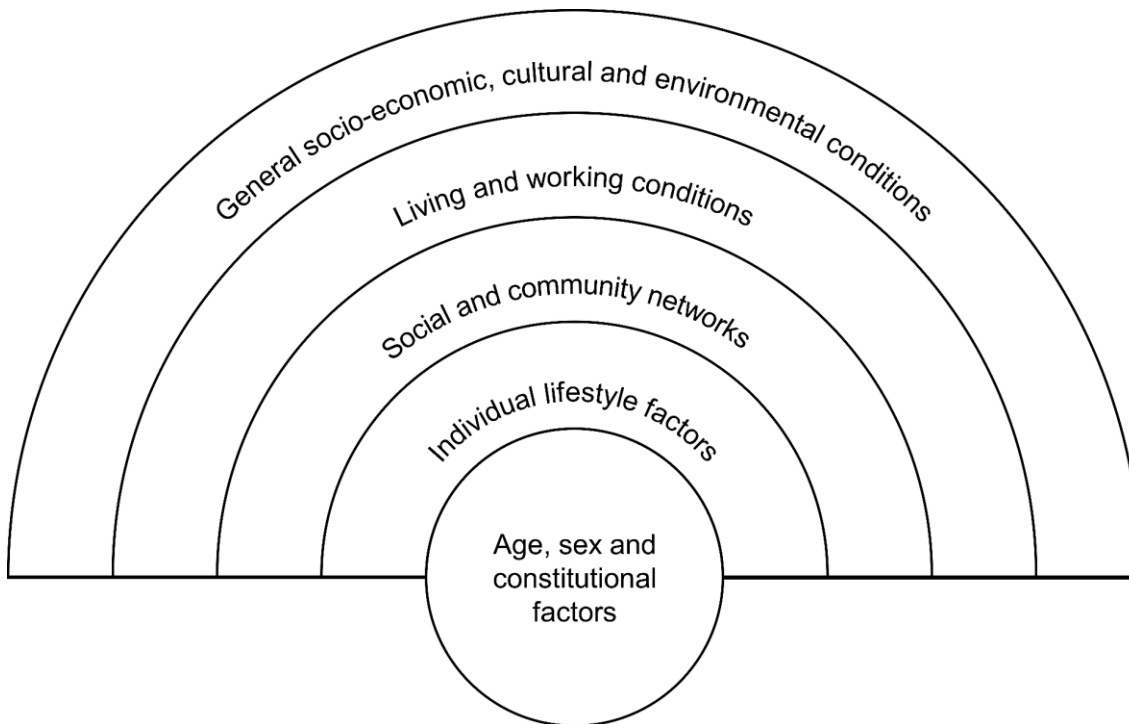 General socio-economic, cultural and environmental conditions
Living and working conditions
Social and community networks
Individual lifestyle factors
Age, sex and
constitutional
factors